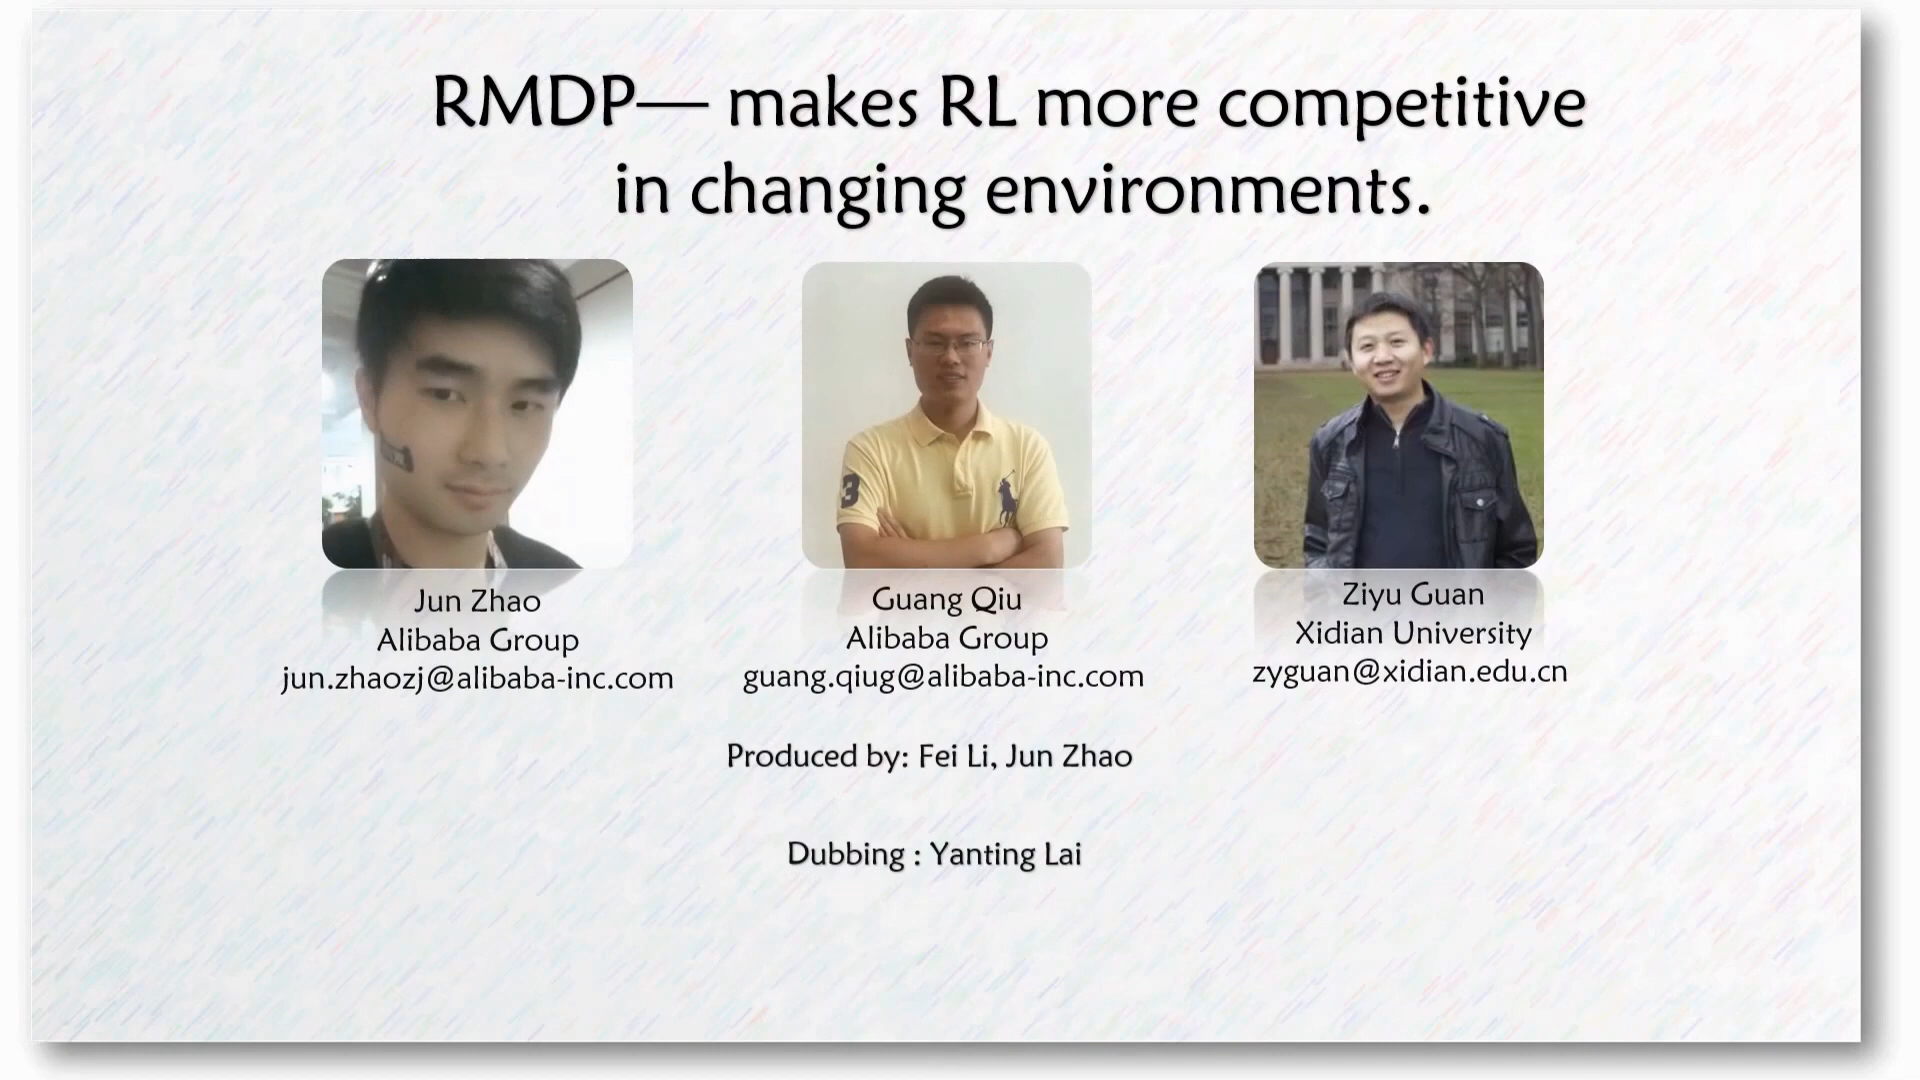 RMDP— makes RL more competitive
in changing environments.
3
Jun Zhao
Alibaba Group
jun.zhaozj@alibaba-inc.com
Guang Qiu
Alibaba Group
guang.qiug@alibaba-inc.com
Ziyu Guan
Xidian University
zyguan@xidian.edu.cn
Produced by: Fei Li, Jun Zhao
Dubbing : Yanting Lai